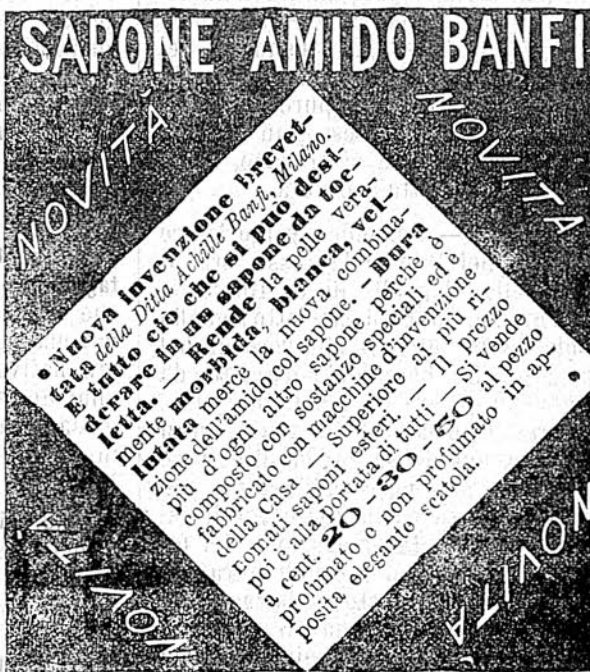 SAPONE AMIDO BANFI
NOVITÀ
NOVITÀ
Nuova invenzione brevet-
tata della Ditta Achille Banfi, Milano.
E tutto ciò che si può desi-
derare in un sapone da toe-
letta. — Rende la pelle vera-
mente morbida, bianca, vel-
lutata mercè la nuova combina-
zione dell'amido col sapone. — Dura
più d'ogni altro sapone perchè è
composto con sostanze speciali ed è
fabbricato con macchine d'invenzione
della Casa — Superiore ai più ri-
nomati saponi esteri. — Il prezzo
poi è alla portata di tutti — Si vende
a cent. 20-30-50 al pezzo
profumato e non profumato in ap-
posita elegante scatola.
NOVITÀ
NOVITÀ